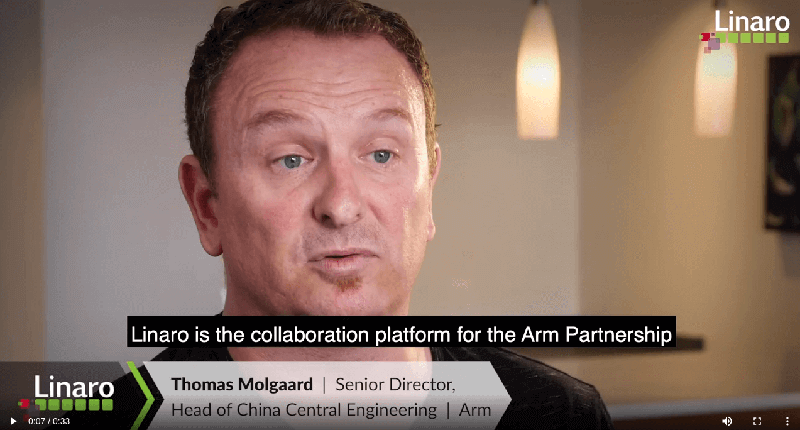 Linaro
Linaro is the collaboration platform for the Arm Partnership
Linaro
Thomas Molgaard | Senior Director,
Head of China Central Engineering | Arm
0:07 / 0:33